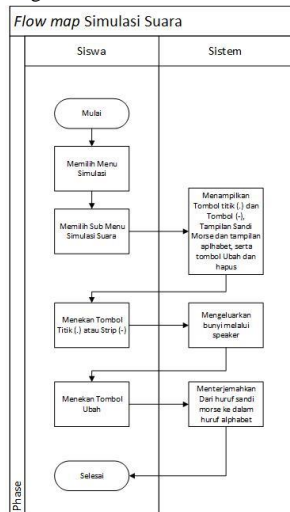 Flow map Simulasi Suara
Siswa
Sistem
Mulai
Memilih Menu
Simulasi
Memilih Sub Menu
Simulasi Suara
Menampilkan
Tombol titik (.) dan
Tombol (-),
Tampilan Sandi
Morse dan tampilan
aplhabet, serta
tombol Ubah dan
hapus
Menekan Tombol
Titik (.) atau Strip (-)
Mengeluarkan
bunyi melalui
speaker
Menekan Tombol
Ubah
Menterjemahkan
Dari huruf sandi
morse ke dalam
huruf alphabet
Selesai
Phase